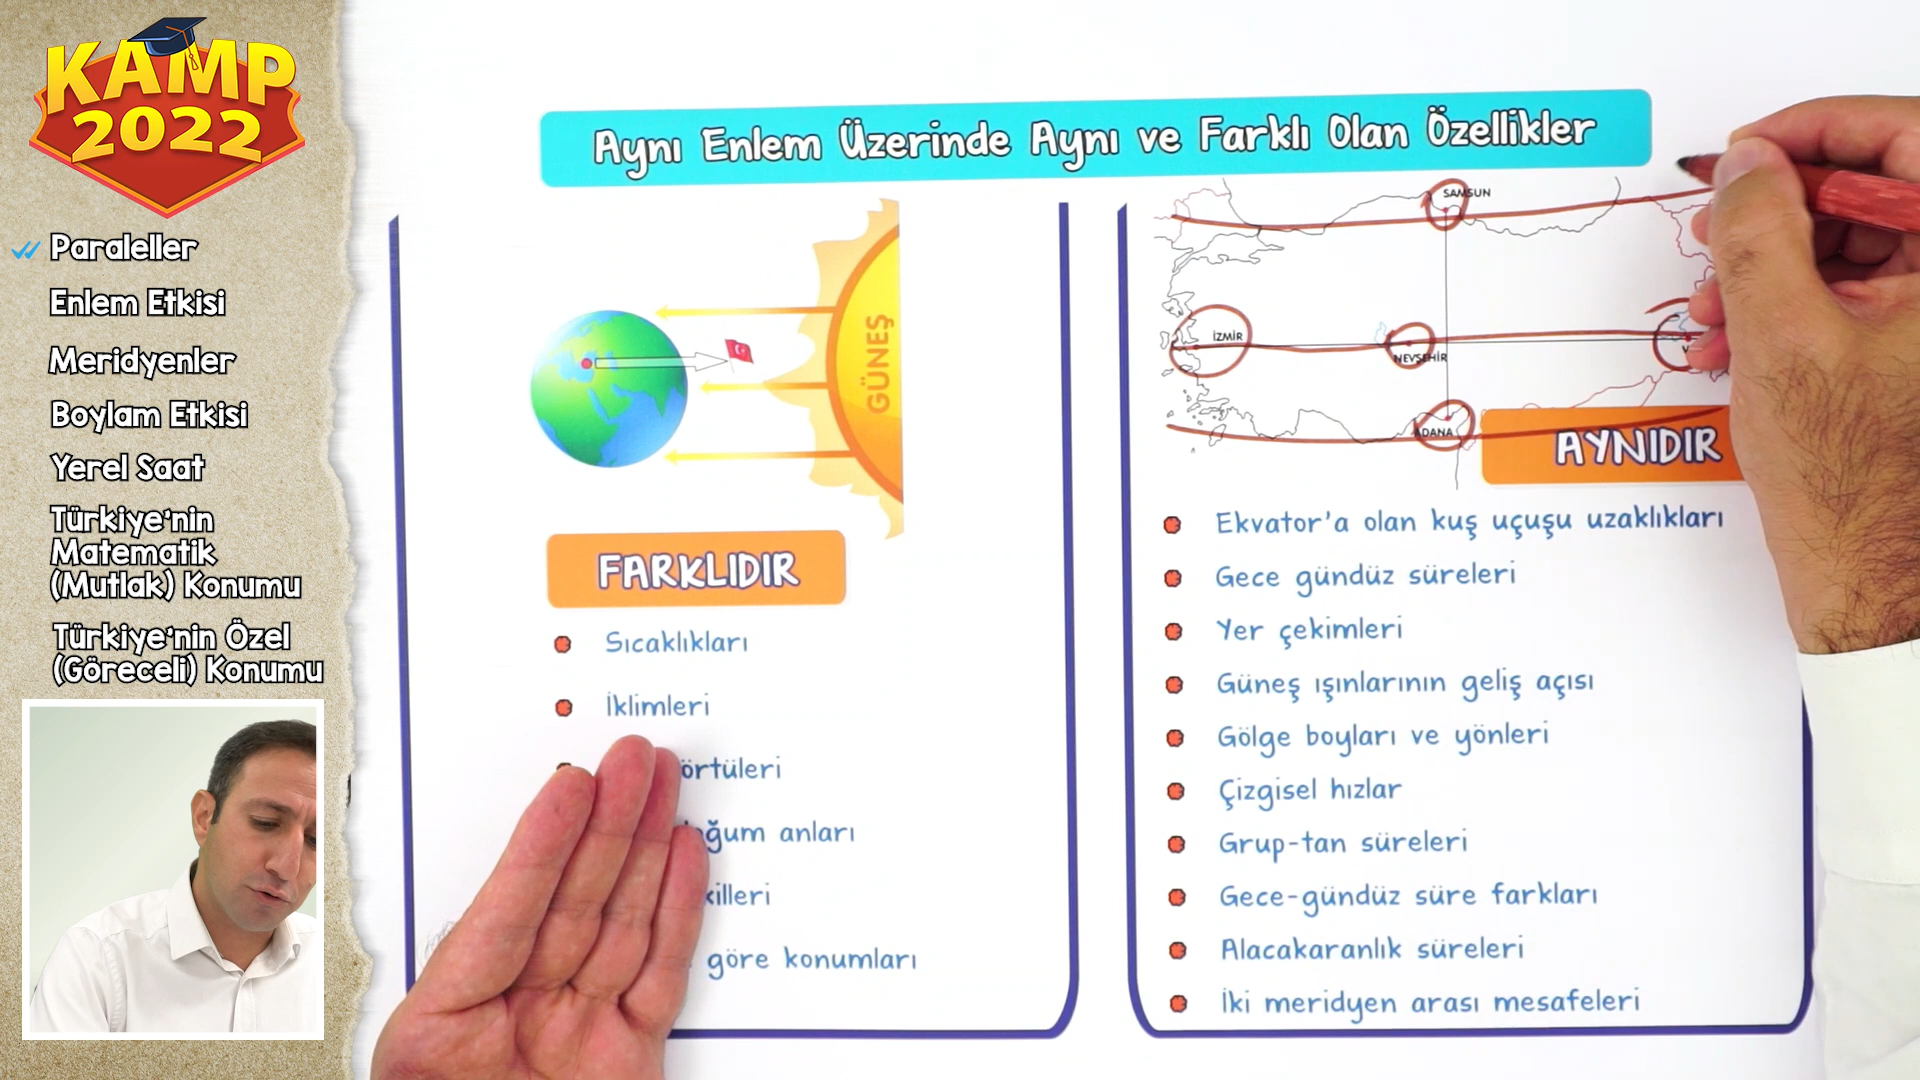 KAMP
2022
Paraleller
Enlem Etkisi
Meridyenler
Boylam Etkisi
Yerel Saat
Türkiye'nin
Matematik
(Mutlak) Konumu
Türkiye'nin Özel
(Göreceli) Konumu
Aynı Enlem Üzerinde Aynı ve Farklı Olan Özellikler
GÜNEŞ
FARKLIDIR
Sıcaklıkları
İklimleri
örtüleri
anları
göre konumları
SAMSUN
İZMİR
NEVŞEHİR
ADANA
AYNIDIR
Ekvator'a olan kuş uçuşu uzaklıkları
Gece gündüz süreleri
Yer çekimleri
Güneş ışınlarının geliş açısı
Gölge boyları ve yönleri
Çizgisel hızlar
Grup-tan süreleri
Gece-gündüz süre farkları
Alacakaranlık süreleri
İki meridyen arası mesafeleri